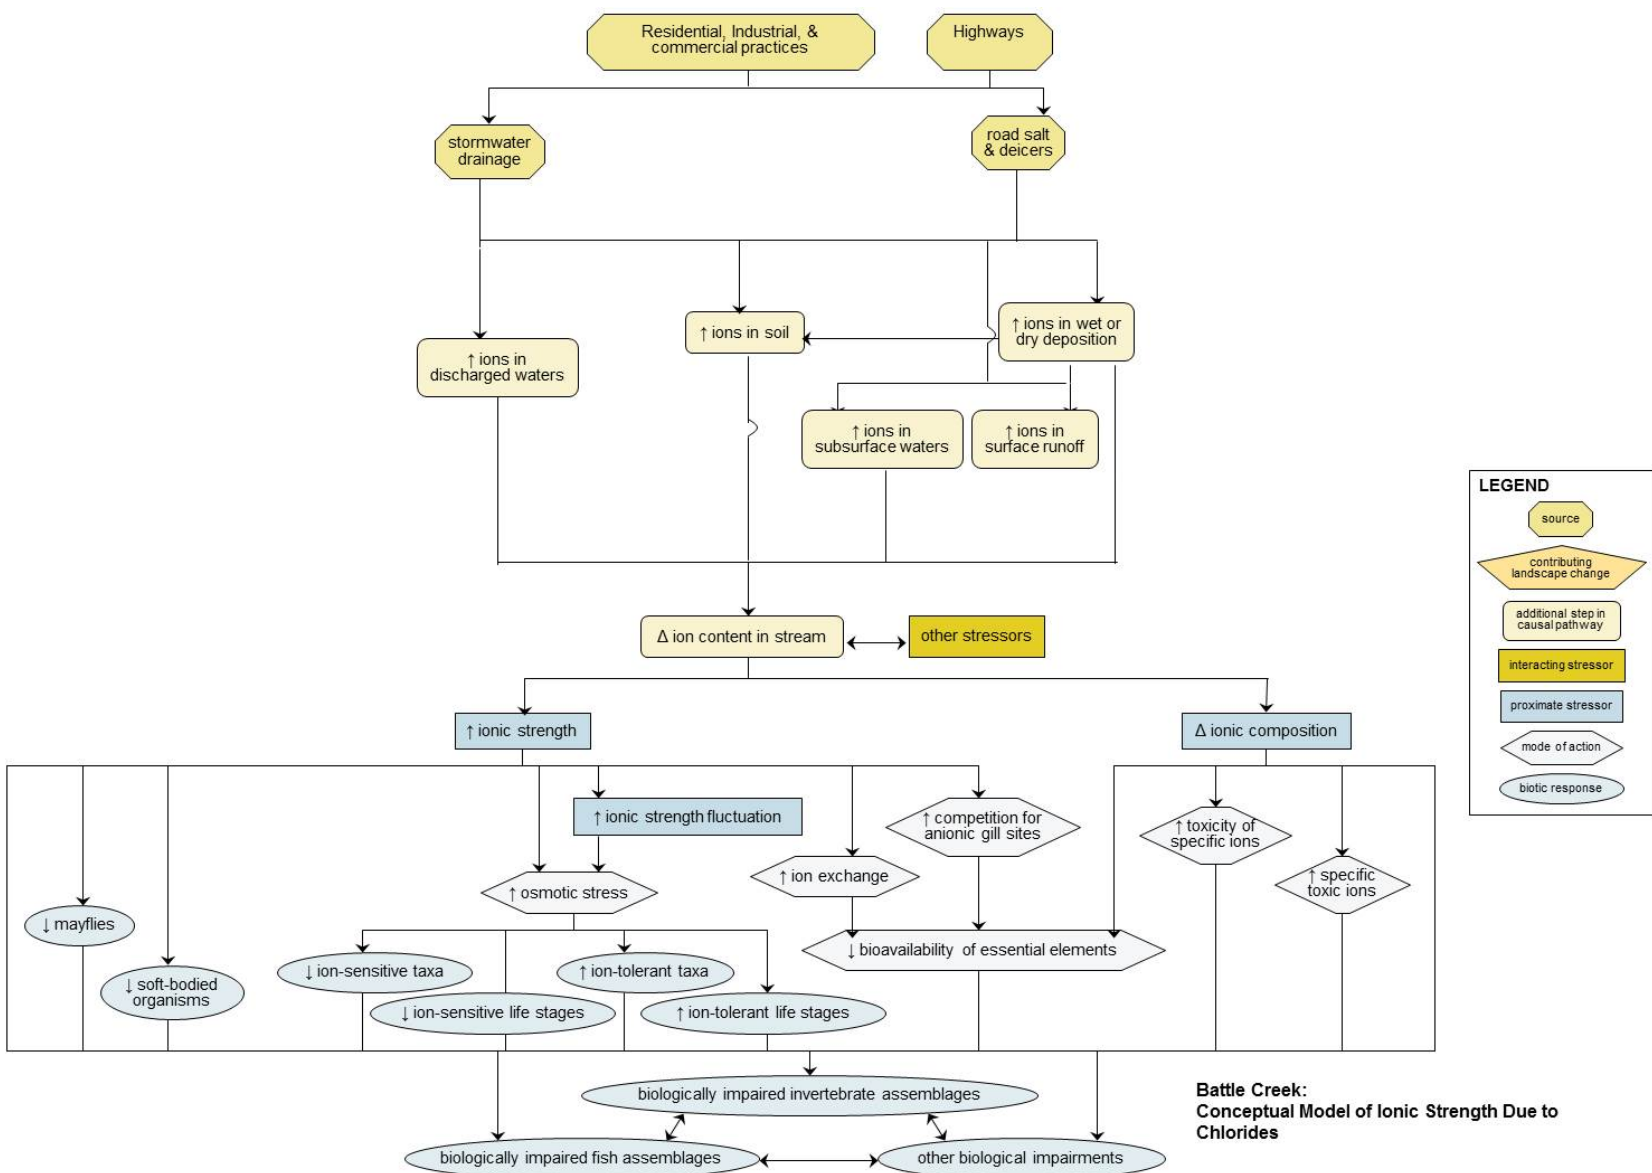 Residential, Industrial, &
commercial practices
Highways
stormwater
drainage
road salt
& deicers
↑ ions in soil
↑ ions in wet or
dry deposition
↑ ions in
discharged waters
↑ ions in
subsurface waters
↑ ions in
surface runoff
LEGEND
source
contributing
landscape change
additional step in
causal pathway
interacting stressor
proximate stressor
mode of action
biotic response
Δ ion content in stream
other stressors
↑ ionic strength
Δ ionic composition
↑ ionic strength fluctuation
↑ competition for
anionic gill sites
↑ toxicity of
specific ions
↑ osmotic stress
↑ ion exchange
↑ specific
toxic ions
↓ mayflies
↓ bioavailability of essential elements
↓ ion-sensitive taxa
↑ ion-tolerant taxa
↓ soft-bodied
organisms
↓ ion-sensitive life stages
↑ ion-tolerant life stages
biologically impaired invertebrate assemblages
biologically impaired fish assemblages
other biological impairments
Battle Creek:
Conceptual Model of Ionic Strength Due to
Chlorides